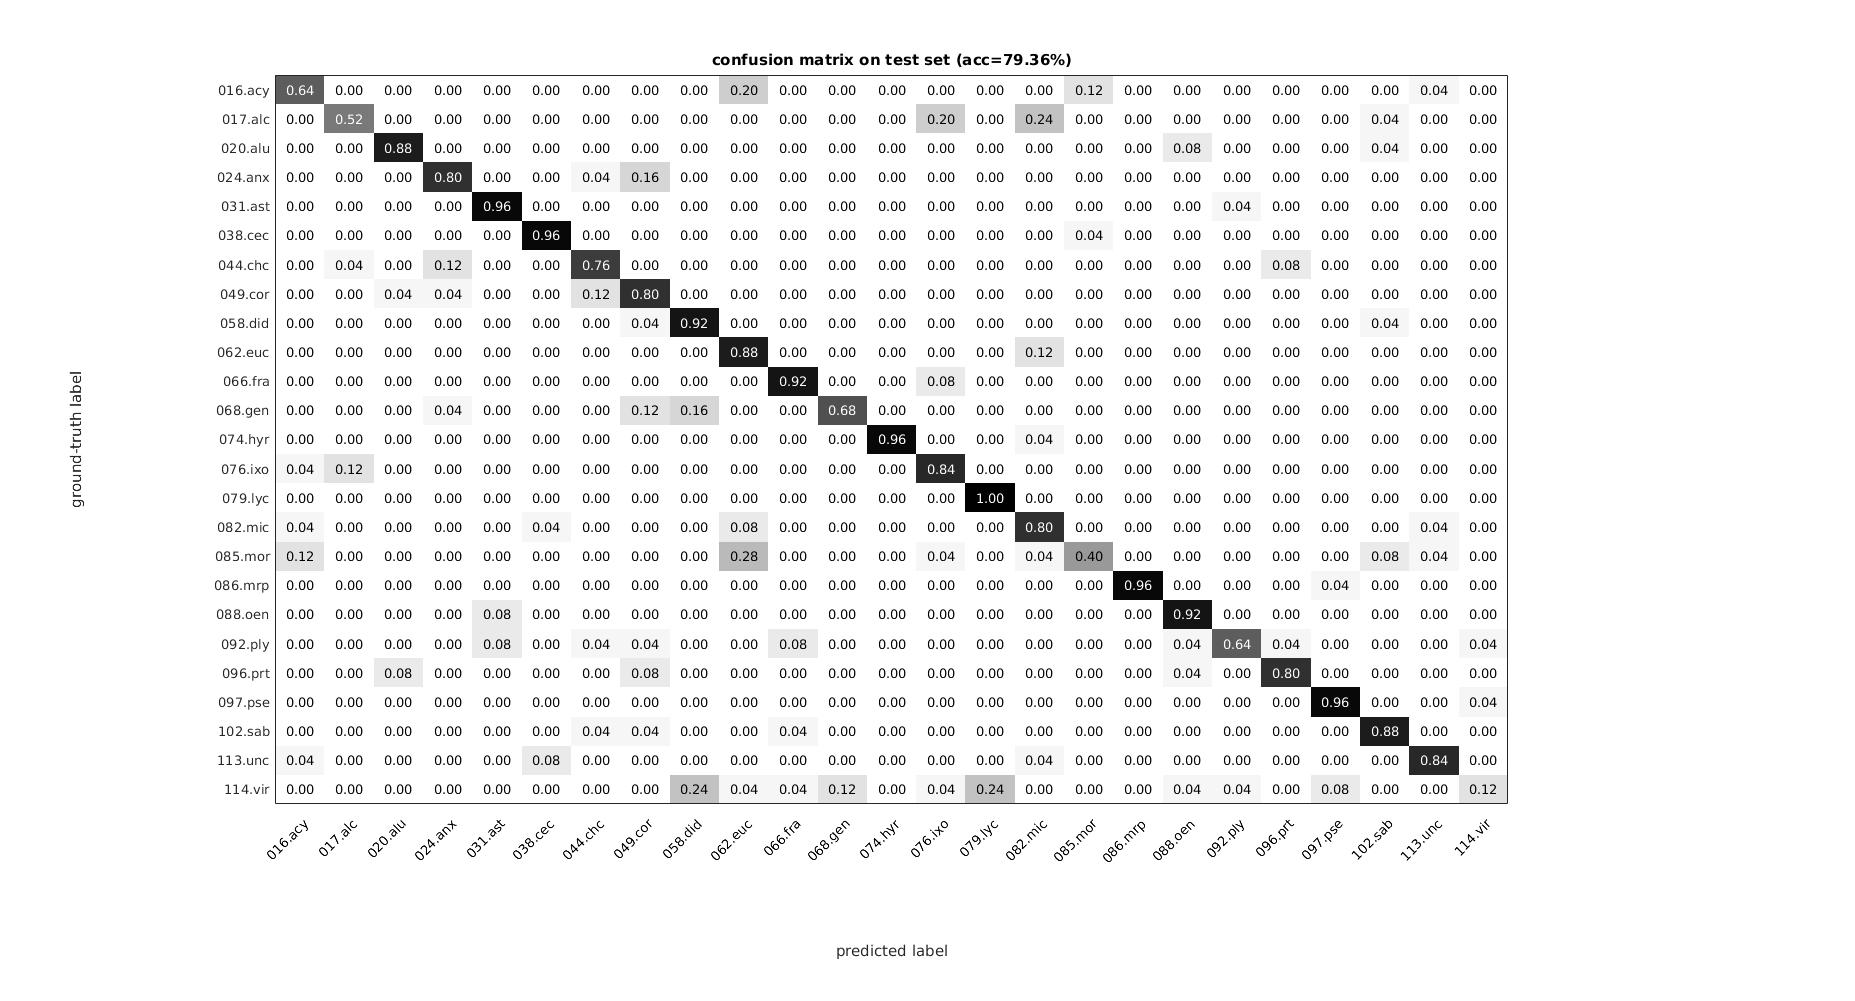 confusion matrix on test set (acc=79.36%)
016.acy 0.64 0.00 0.00 0.00 0.00 0.00 0.00 0.00 0.00 0.20 0.00 0.00 0.00 0.00 0.00 0.00 0.12 0.00 0.00 0.00 0.00 0.00 0.00 0.04 0.00
017.alc 0.00 0.52 0.00 0.00 0.00 0.00 0.00 0.00 0.00 0.00 0.00 0.00 0.00 0.20 0.00 0.24 0.00 0.00 0.00 0.00 0.00 0.00 0.04 0.00 0.00
020.alu 0.00 0.00 0.88 0.00 0.00 0.00 0.00 0.00 0.00 0.00 0.00 0.00 0.00 0.00 0.00 0.00 0.00 0.00 0.08 0.00 0.00 0.00 0.04 0.00 0.00
024.anx 0.00 0.00 0.00 0.80 0.00 0.00 0.04 0.16 0.00 0.00 0.00 0.00 0.00 0.00 0.00 0.00 0.00 0.00 0.00 0.00 0.00 0.00 0.00 0.00 0.00
031.ast 0.00 0.00 0.00 0.00 0.96 0.00 0.00 0.00 0.00 0.00 0.00 0.00 0.00 0.00 0.00 0.00 0.00 0.00 0.00 0.04 0.00 0.00 0.00 0.00 0.00
038.cec 0.00 0.00 0.00 0.00 0.00 0.96 0.00 0.00 0.00 0.00 0.00 0.00 0.00 0.00 0.00 0.00 0.04 0.00 0.00 0.00 0.00 0.00 0.00 0.00 0.00
044.chc 0.00 0.04 0.00 0.12 0.00 0.00 0.76 0.00 0.00 0.00 0.00 0.00 0.00 0.00 0.00 0.00 0.00 0.00 0.00 0.00 0.08 0.00 0.00 0.00 0.00
049.cor 0.00 0.00 0.04 0.04 0.00 0.00 0.12 0.80 0.00 0.00 0.00 0.00 0.00 0.00 0.00 0.00 0.00 0.00 0.00 0.00 0.00 0.00 0.00 0.00 0.00
058.did 0.00 0.00 0.00 0.00 0.00 0.00 0.00 0.04 0.92 0.00 0.00 0.00 0.00 0.00 0.00 0.00 0.00 0.00 0.00 0.00 0.00 0.00 0.04 0.00 0.00
062.euc 0.00 0.00 0.00 0.00 0.00 0.00 0.00 0.00 0.00 0.88 0.00 0.00 0.00 0.00 0.00 0.12 0.00 0.00 0.00 0.00 0.00 0.00 0.00 0.00 0.00
066.fra 0.00 0.00 0.00 0.00 0.00 0.00 0.00 0.00 0.00 0.00 0.92 0.00 0.00 0.08 0.00 0.00 0.00 0.00 0.00 0.00 0.00 0.00 0.00 0.00 0.00
068.gen 0.00 0.00 0.00 0.04 0.00 0.00 0.00 0.12 0.16 0.00 0.00 0.68 0.00 0.00 0.00 0.00 0.00 0.00 0.00 0.00 0.00 0.00 0.00 0.00 0.00
074.hyr 0.00 0.00 0.00 0.00 0.00 0.00 0.00 0.00 0.00 0.00 0.00 0.00 0.96 0.00 0.00 0.04 0.00 0.00 0.00 0.00 0.00 0.00 0.00 0.00 0.00
076.ixo 0.04 0.12 0.00 0.00 0.00 0.00 0.00 0.00 0.00 0.00 0.00 0.00 0.00 0.84 0.00 0.00 0.00 0.00 0.00 0.00 0.00 0.00 0.00 0.00 0.00
079.lyc 0.00 0.00 0.00 0.00 0.00 0.00 0.00 0.00 0.00 0.00 0.00 0.00 0.00 0.00 1.00 0.00 0.00 0.00 0.00 0.00 0.00 0.00 0.00 0.00 0.00
082.mic 0.04 0.00 0.00 0.00 0.00 0.04 0.00 0.00 0.00 0.08 0.00 0.00 0.00 0.00 0.00 0.80 0.00 0.00 0.00 0.00 0.00 0.00 0.00 0.04 0.00
085.mor 0.12 0.00 0.00 0.00 0.00 0.00 0.00 0.00 0.00 0.28 0.00 0.00 0.00 0.04 0.00 0.04 0.40 0.00 0.00 0.00 0.00 0.00 0.08 0.04 0.00
086.mrp 0.00 0.00 0.00 0.00 0.00 0.00 0.00 0.00 0.00 0.00 0.00 0.00 0.00 0.00 0.00 0.00 0.00 0.96 0.00 0.00 0.00 0.04 0.00 0.00 0.00
088.oen 0.00 0.00 0.00 0.00 0.08 0.00 0.00 0.00 0.00 0.00 0.00 0.00 0.00 0.00 0.00 0.00 0.00 0.00 0.92 0.00 0.00 0.00 0.00 0.00 0.00
092.ply 0.00 0.00 0.00 0.00 0.08 0.00 0.04 0.04 0.00 0.00 0.08 0.00 0.00 0.00 0.00 0.00 0.00 0.00 0.04 0.64 0.04 0.00 0.00 0.00 0.04
096.prt 0.00 0.00 0.08 0.00 0.00 0.00 0.00 0.08 0.00 0.00 0.00 0.00 0.00 0.00 0.00 0.00 0.00 0.00 0.04 0.00 0.80 0.00 0.00 0.00 0.00
097.pse 0.00 0.00 0.00 0.00 0.00 0.00 0.00 0.00 0.00 0.00 0.00 0.00 0.00 0.00 0.00 0.00 0.00 0.00 0.00 0.00 0.00 0.96 0.00 0.00 0.04
102.sab 0.00 0.00 0.00 0.00 0.00 0.00 0.04 0.04 0.00 0.00 0.04 0.00 0.00 0.00 0.00 0.00 0.00 0.00 0.00 0.00 0.00 0.00 0.88 0.00 0.00
113.unc 0.04 0.00 0.00 0.00 0.00 0.08 0.00 0.00 0.00 0.00 0.00 0.00 0.00 0.00 0.00 0.04 0.00 0.00 0.00 0.00 0.00 0.00 0.00 0.84 0.00
114.vir 0.00 0.00 0.00 0.00 0.00 0.00 0.00 0.00 0.24 0.04 0.04 0.12 0.00 0.04 0.24 0.00 0.00 0.00 0.04 0.04 0.00 0.08 0.00 0.00 0.12
016.acy 017.alc 020.alu 024.anx 031.ast 038.cec 044.chc 049.cor 058.did 062.euc 066.fra 068.gen 074.hyr 076.ixo 079.lyc 082.mic 085.mor 086.mrp 088.oen 092.ply 096.prt 097.pse 102.sab 113.unc 114.vir
ground-truth label
predicted label